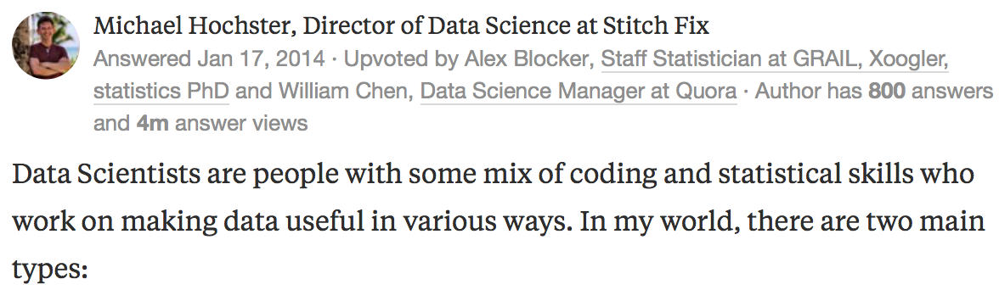 Michael Hochster, Director of Data Science at Stitch Fix
Answered Jan 17, 2014 · Upvoted by Alex Blocker, Staff Statistician at GRAIL, Xoogler,
statistics PhD and William Chen, Data Science Manager at Quora · Author has 800 answers
and 4m answer views
Data Scientists are people with some mix of coding and statistical skills who
work on making data useful in various ways. In my world, there are two main
types: